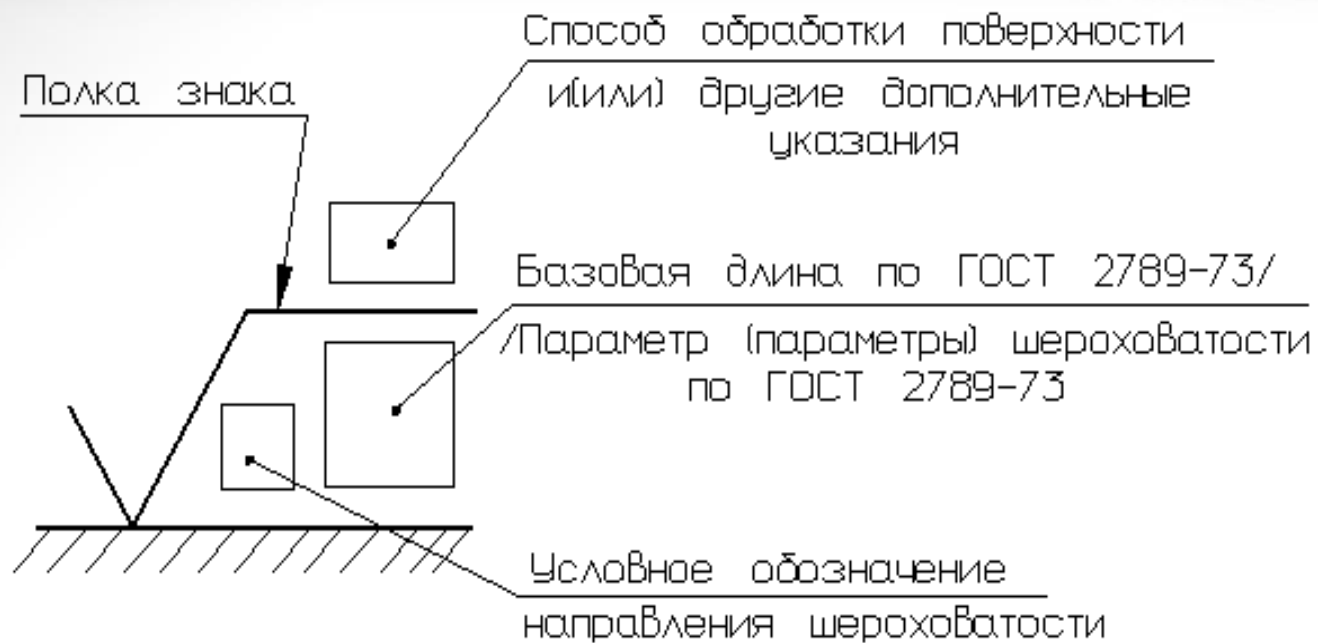 Способ обработки поверхности
и(или) другие дополнительные
указания
Полка знака
Базовая длина по ГОСТ 2789-73/
/Параметр (параметры) шероховатости
по ГОСТ 2789-73
Условное обозначение
направления шероховатости